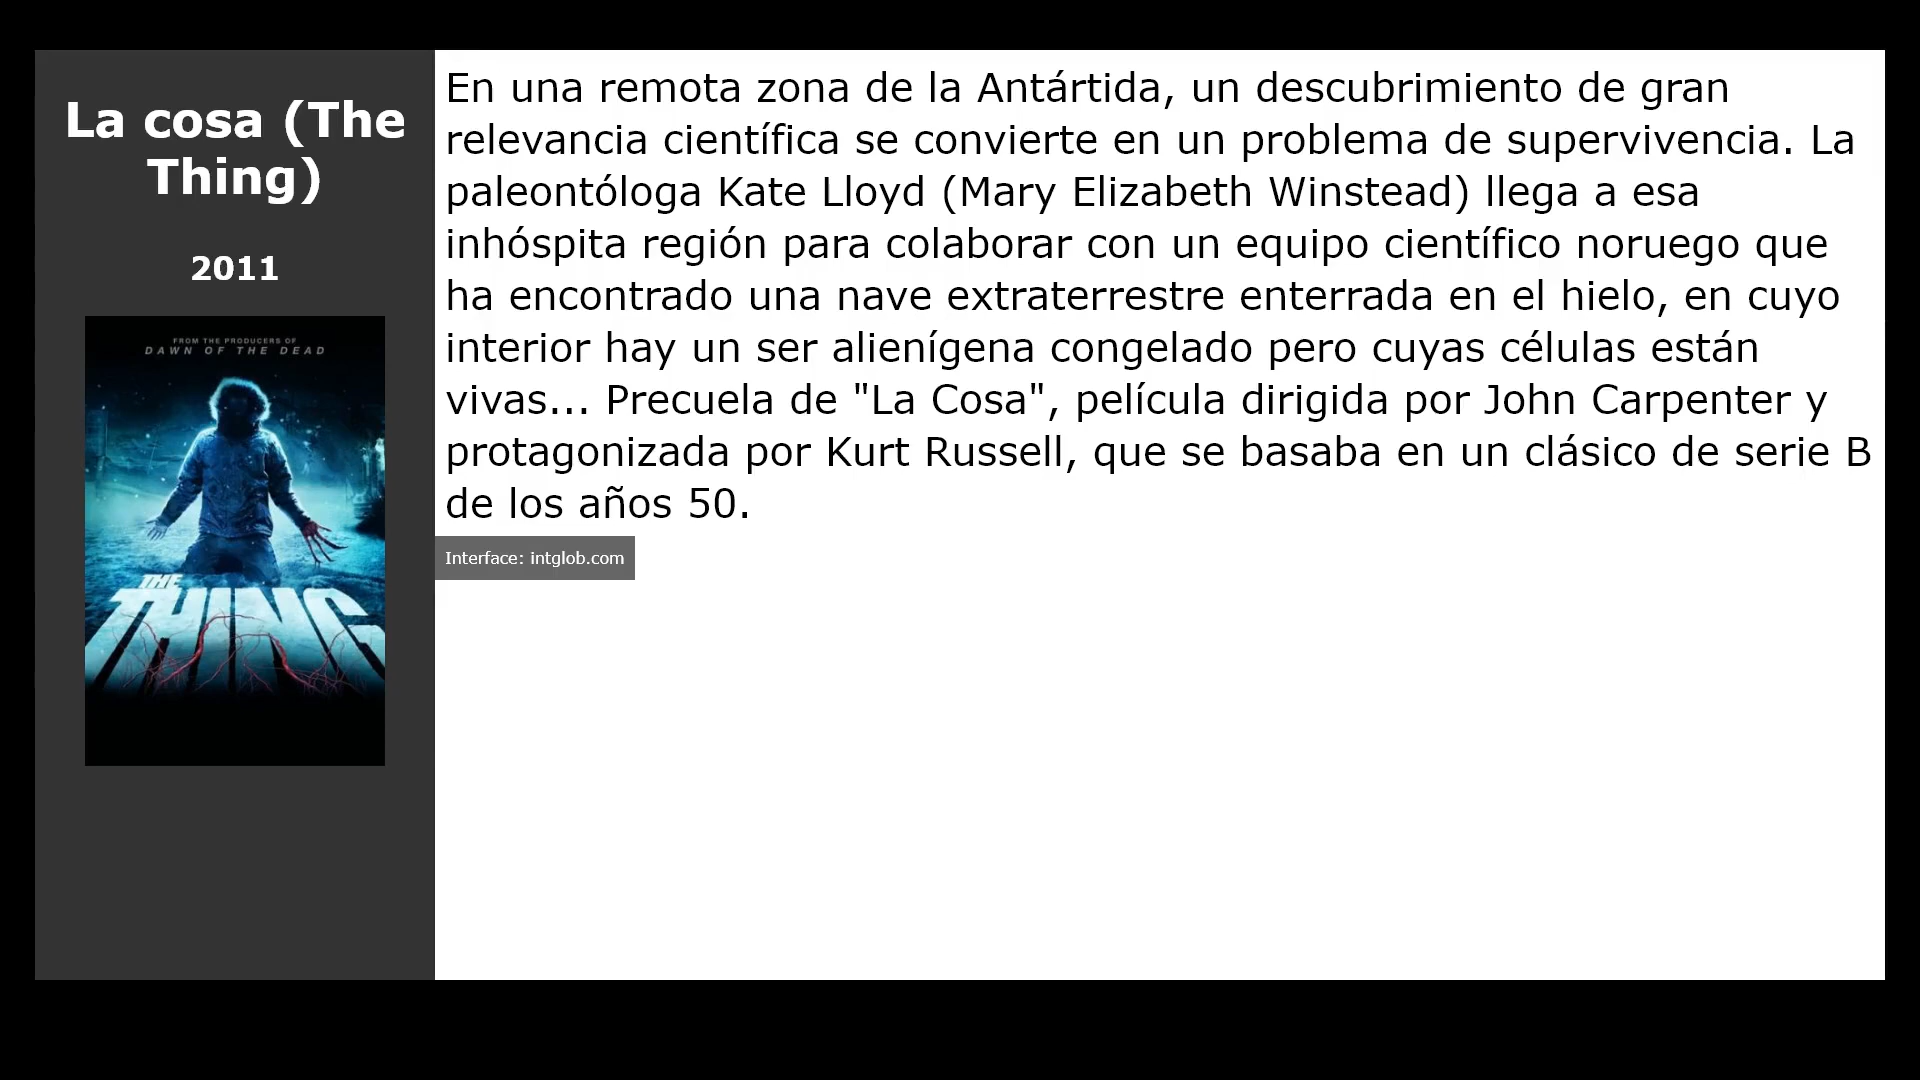 La cosa (The
Thing)
2011
FROM THE PRODUCERS OF
DAWN OF THE DEAD
THE
THING
En una remota zona de la Antártida, un descubrimiento de gran
relevancia científica se convierte en un problema de supervivencia. La
paleontóloga Kate Lloyd (Mary Elizabeth Winstead) llega a esa
inhóspita región para colaborar con un equipo científico noruego que
ha encontrado una nave extraterrestre enterrada en el hielo, en cuyo
interior hay un ser alienígena congelado pero cuyas células están
vivas... Precuela de "La Cosa", película dirigida por John Carpenter y
protagonizada por Kurt Russell, que se basaba en un clásico de serie B
de los años 50.
Interface: intglob.com